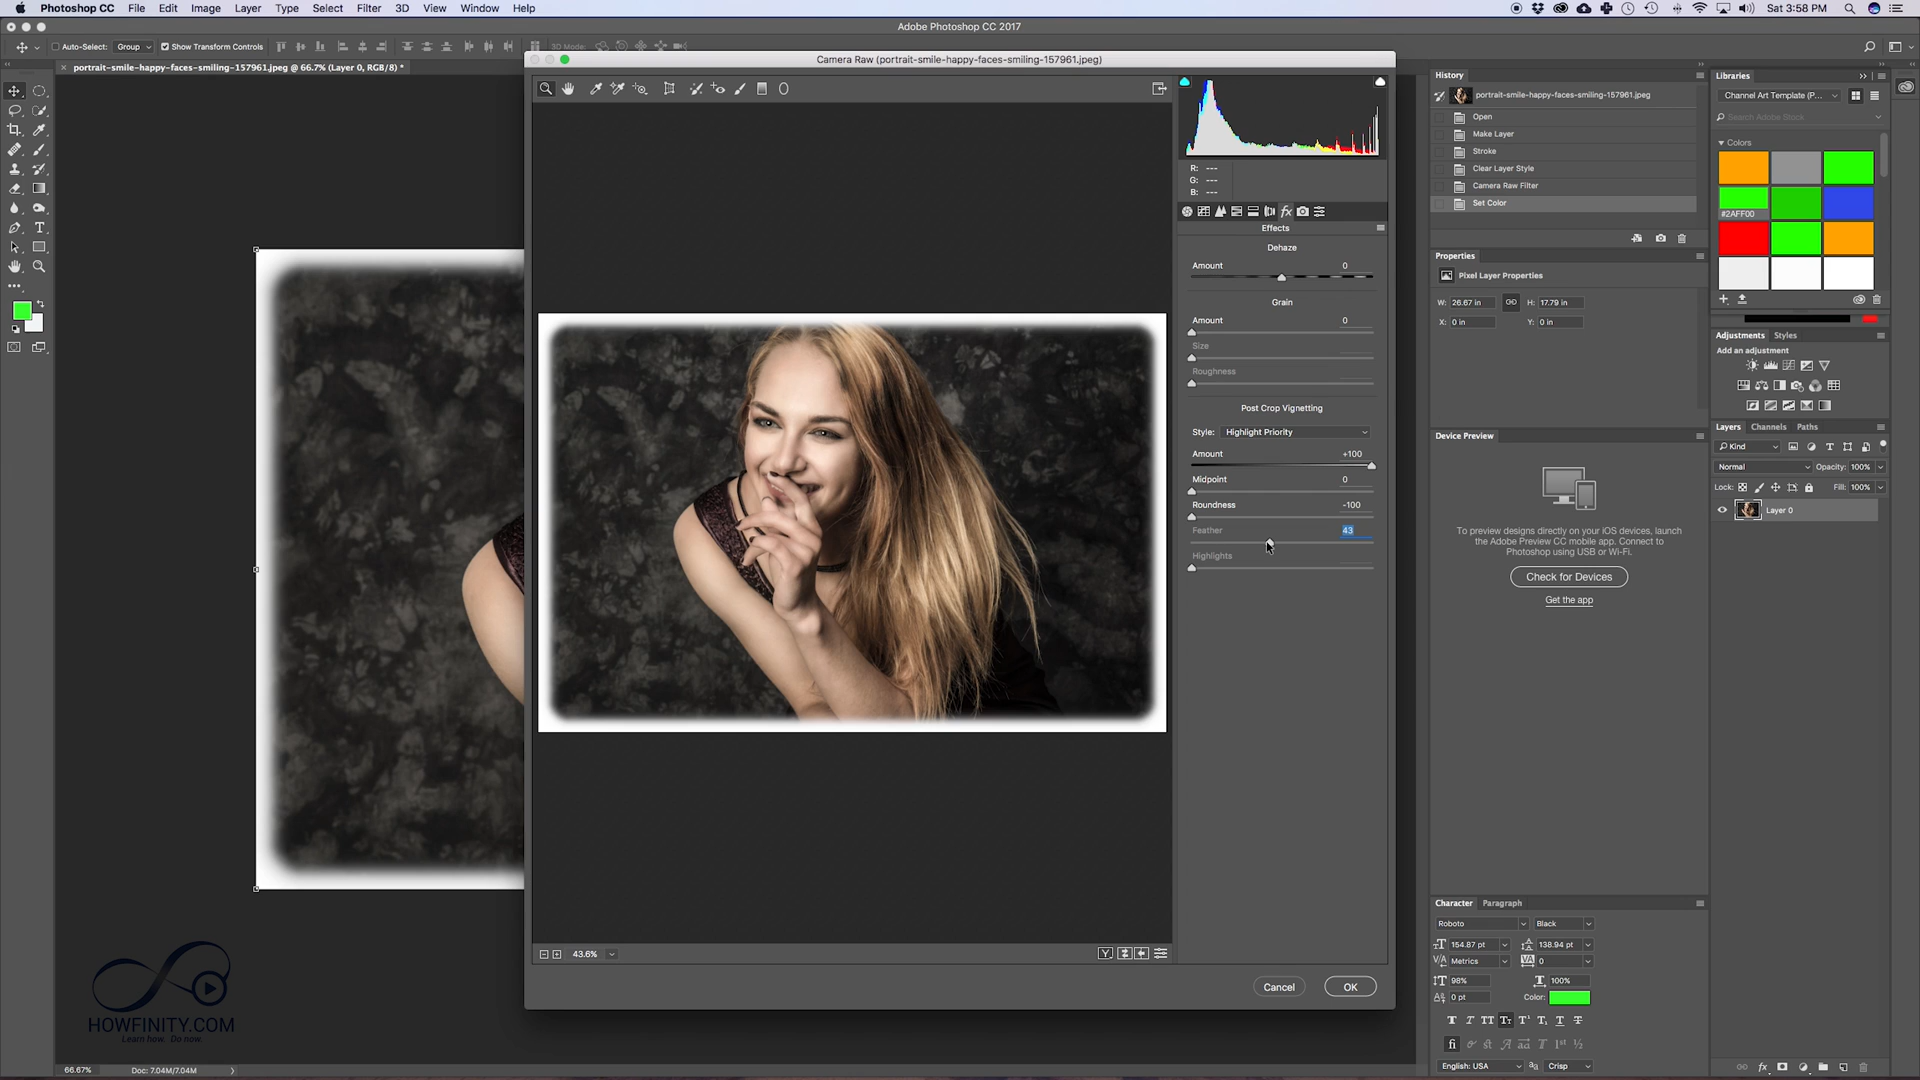 Photoshop CC File Edit Image Layer Type Select Filter 3D View Window Help
Sat 3:58 PM
Adobe Photoshop CC 2017
Auto-Select: Group Show Transform Controls
3D Mode:
portrait-smile-happy-faces-smiling-157961.jpeg @ 66.7% (Layer 0, RGB/8) *
Camera Raw (portrait-smile-happy-faces-smiling-157961.jpeg)
R: ---
G: ---
B: ---
fx
Effects
Dehaze
Amount 0
Grain
Amount 0
Size
Roughness
Post Crop Vignetting
Style: Highlight Priority
Amount +100
Midpoint 0
Roundness -100
Feather 43
Highlights
43.6%
Y
Cancel OK
History
portrait-smile-happy-faces-smiling-157961.jpeg
Open
Make Layer
Stroke
Clear Layer Style
Camera Raw Filter
Set Color
Properties
Pixel Layer Properties
W: 26.67 in H: 17.79 in
X: 0 in Y: 0 in
Device Preview
To preview designs directly on your iOS devices, launch
the Adobe Preview CC mobile app. Connect to
Photoshop using USB or Wi-Fi.
Check for Devices
Get the app
Character Paragraph
Roboto Black
154.87 pt 138.94 pt
Metrics 0
98% 100%
0 pt Color:
English: USA Crisp
Libraries
Channel Art Template (P...
Search Adobe Stock
Colors
#2AFF00
Adjustments Styles
Add an adjustment
Layers Channels Paths
Kind
Normal Opacity: 100%
Lock: Fill: 100%
Layer 0
HOWFINITY.COM
Learn how. Do now.
66.67% Doc: 7.04M/7.04M